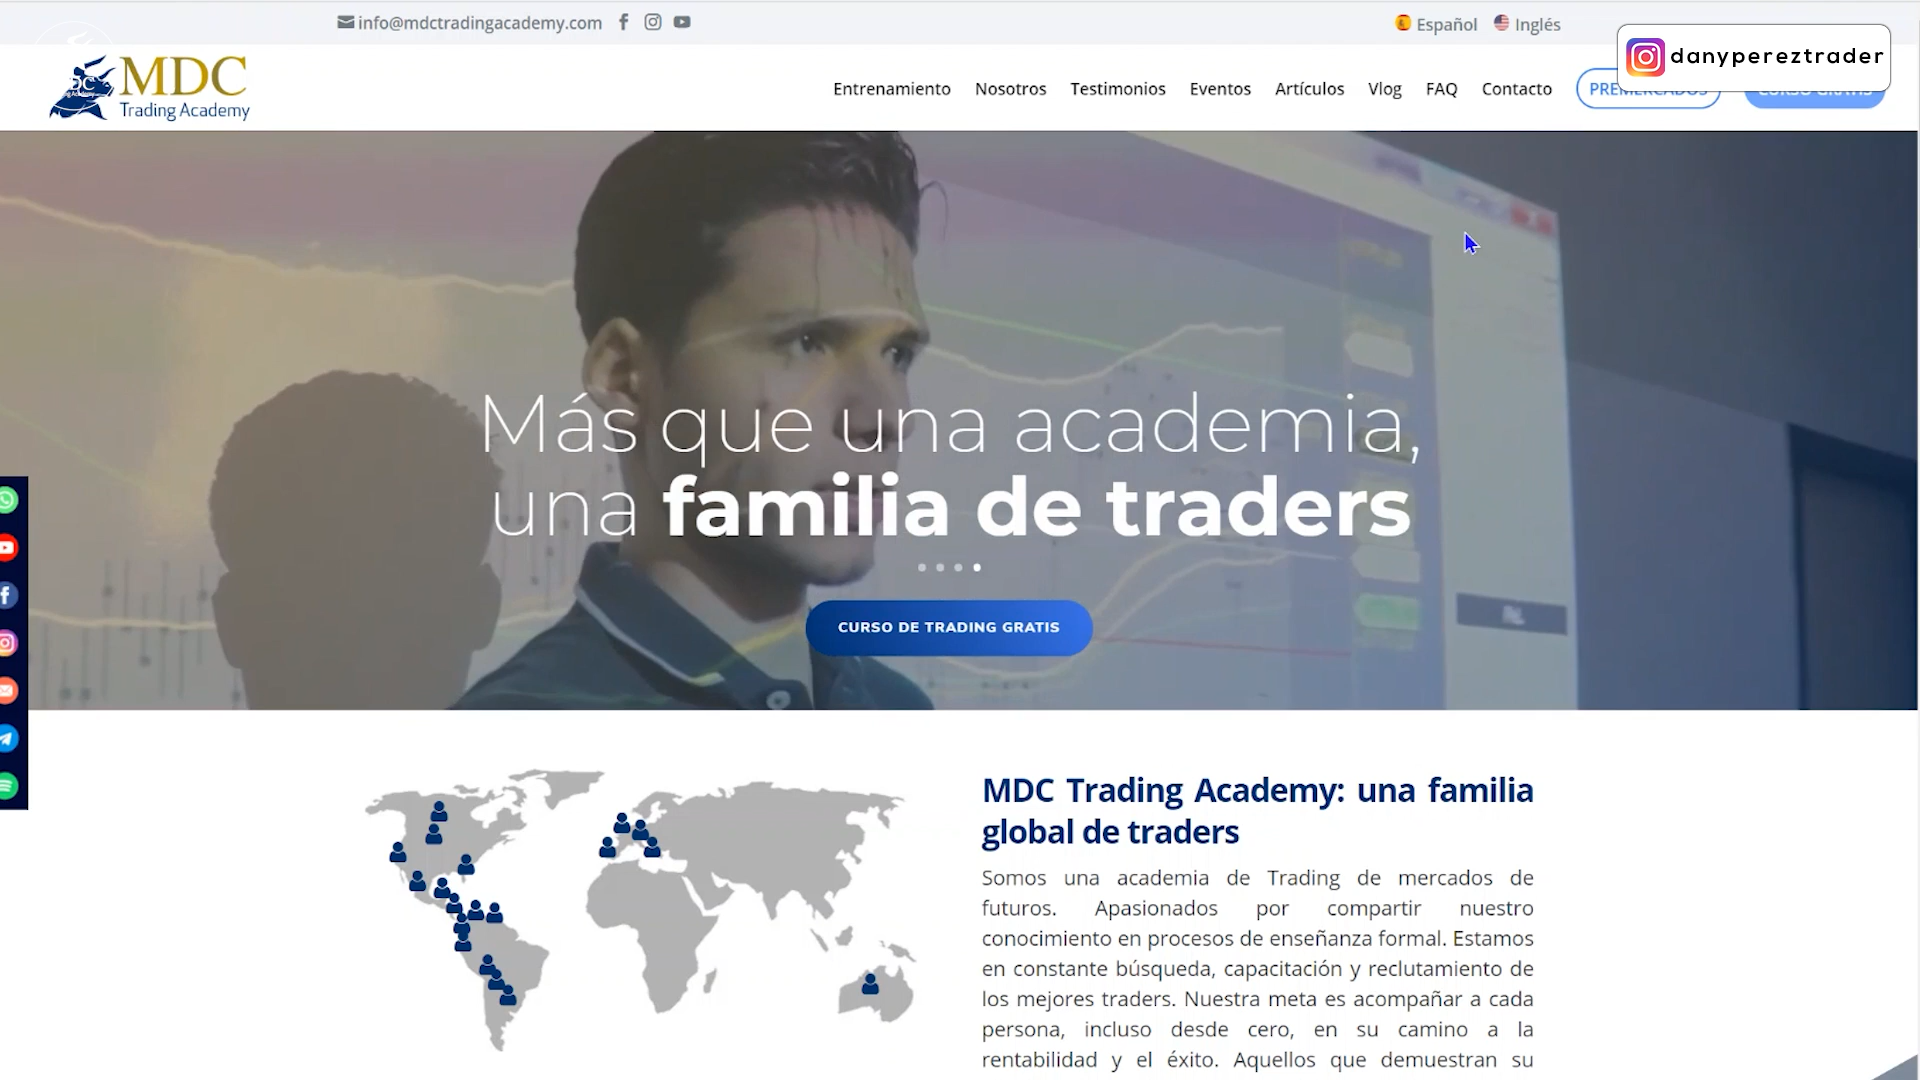 info@mdctradingacademy.com
Español
Inglés
danypereztrader
MDC
Trading Academy
Entrenamiento
Nosotros
Testimonios
Eventos
Artículos
Vlog
FAQ
Contacto
PREMERCADOS
CURSO GRATIS
Más que una academia,
una familia de traders
CURSO DE TRADING GRATIS
MDC Trading Academy: una familia
global de traders
Somos una academia de Trading de mercados de
futuros. Apasionados por compartir nuestro
conocimiento en procesos de enseñanza formal. Estamos
en constante búsqueda, capacitación y reclutamiento de
los mejores traders. Nuestra meta es acompañar a cada
persona, incluso desde cero, en su camino a la
rentabilidad y el éxito. Aquellos que demuestran su